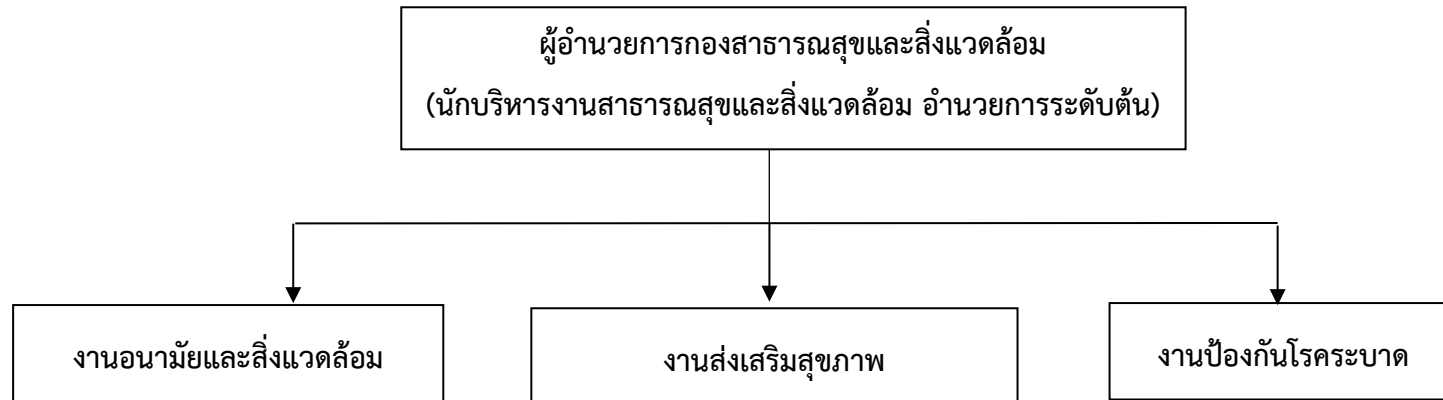 ผู้อำนวยการกองสาธารณสุขและสิ่งแวดล้อม
(นักบริหารงานสาธารณสุขและสิ่งแวดล้อม อำนวยการระดับต้น)
งานอนามัยและสิ่งแวดล้อม
งานส่งเสริมสุขภาพ
งานป้องกันโรคระบาด